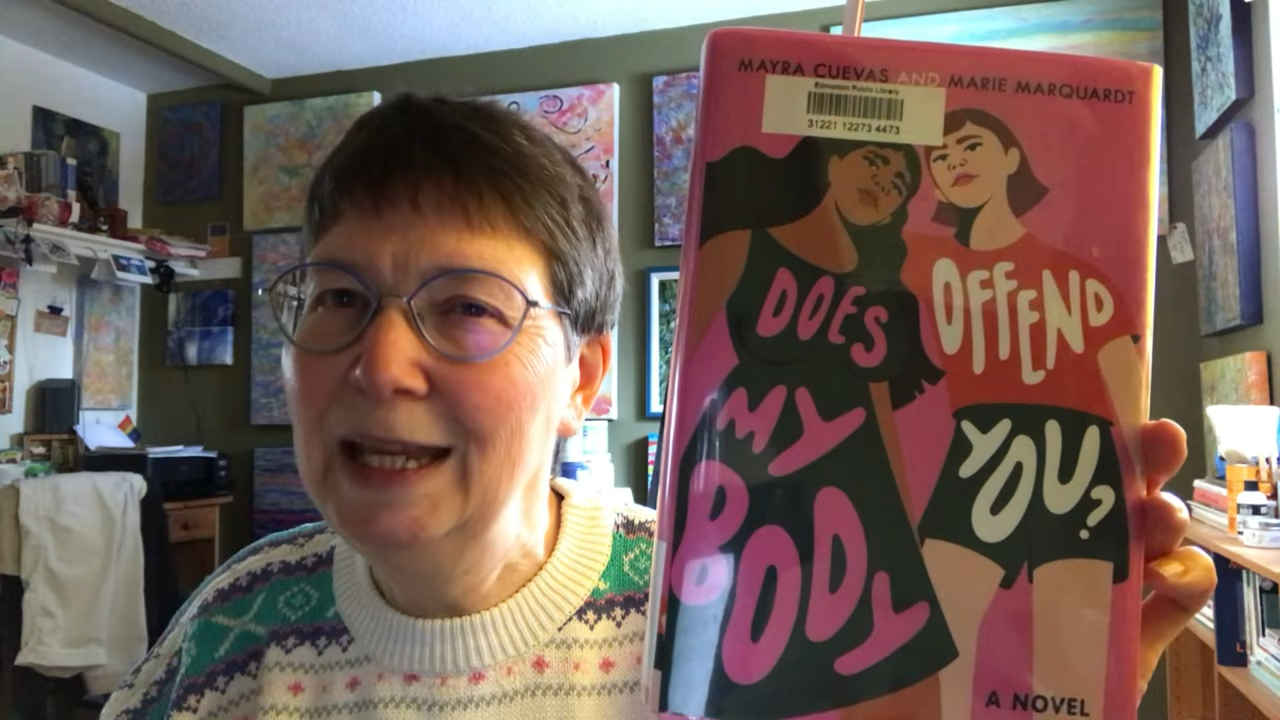 MAYRA CUEVAS AND MARIE MARQUARDT
Edmonton Public Library
31221 12273 4473
DOES
MY
BODY
OFFEND
YOU?
A NOVEL